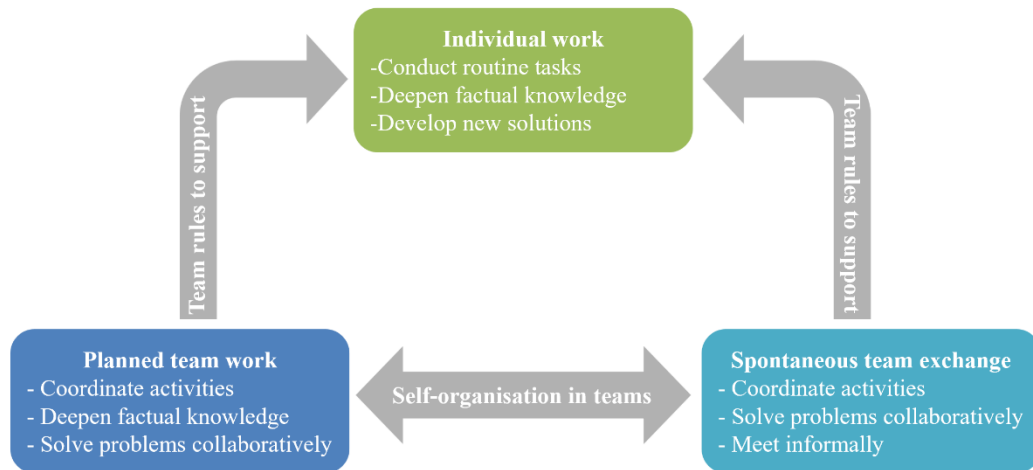 Individual work
-Conduct routine tasks
-Deepen factual knowledge
-Develop new solutions
Team rules to support
Team rules to support
Planned team work
- Coordinate activities
- Deepen factual knowledge
- Solve problems collaboratively
Self-organisation in teams
Spontaneous team exchange
- Coordinate activities
- Solve problems collaboratively
- Meet informally